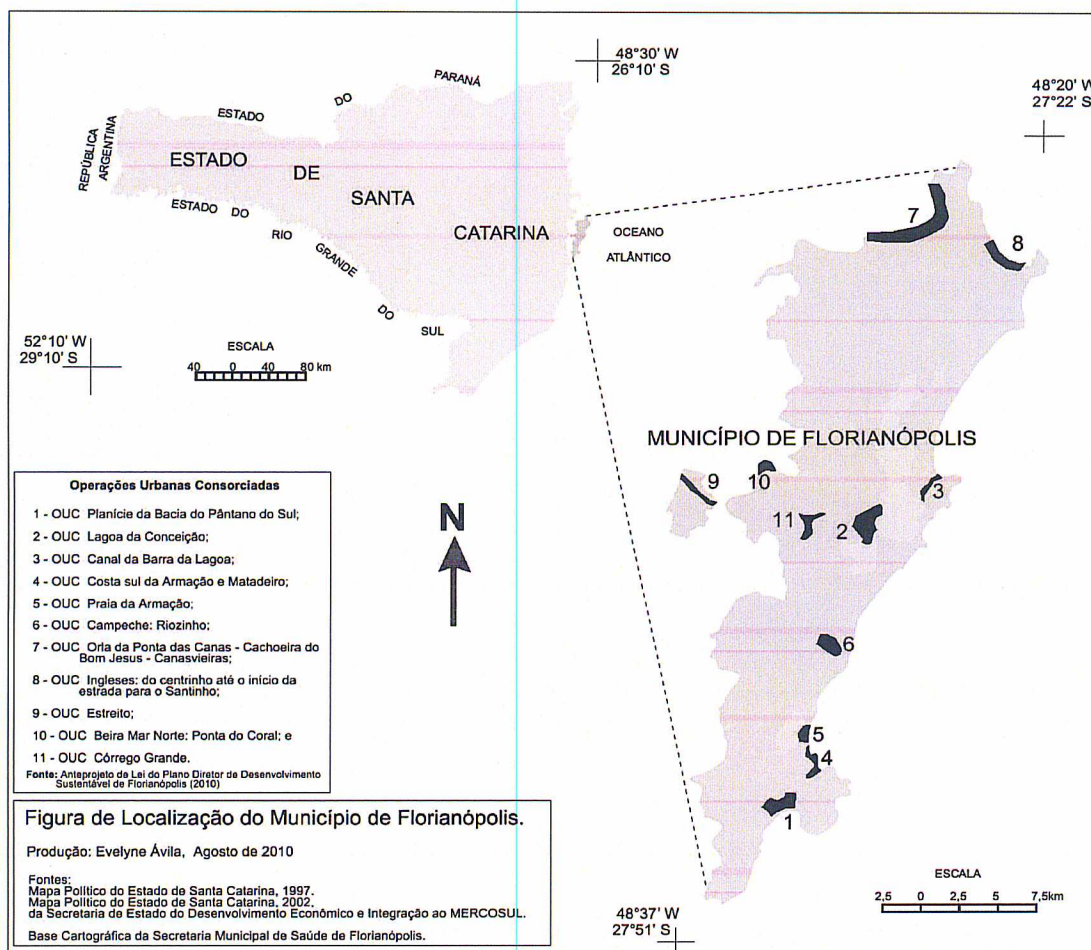 48°30' W
26°10' S
48°20' W
27°22' S
PARANÁ
DO
ESTADO
REPÚBLICA
ARGENTINA
ESTADO
DE
SANTA
CATARINA
ESTADO
DO
RIO
GRANDE
DO
SUL
OCEANO
ATLÂNTICO
52°10' W
29°10' S
ESCALA
40 0 40 80 km
7
8
MUNICÍPIO DE FLORIANÓPOLIS
9
10
3
11
2
6
5
4
1
N
Operações Urbanas Consorciadas
1 - OUC Planície da Bacia do Pântano do Sul;
2 - OUC Lagoa da Conceição;
3 - OUC Canal da Barra da Lagoa;
4 - OUC Costa sul da Armação e Matadeiro;
5 - OUC Praia da Armação;
6 - OUC Campeche: Riozinho;
7 - OUC Orla da Ponta das Canas - Cachoeira do
Bom Jesus - Canasvieiras;
8 - OUC Ingleses: do centrinho até o início da
estrada para o Santinho;
9 - OUC Estreito;
10 - OUC Beira Mar Norte: Ponta do Coral; e
11 - OUC Córrego Grande.
Fonte: Anteprojeto de Lei do Plano Diretor de Desenvolvimento
Sustentável de Florianópolis (2010)
Figura de Localização do Município de Florianópolis.
Produção: Evelyne Ávila, Agosto de 2010
Fontes:
Mapa Político do Estado de Santa Catarina, 1997.
Mapa Político do Estado de Santa Catarina, 2002.
da Secretaria de Estado do Desenvolvimento Econômico e Integração ao MERCOSUL.
Base Cartográfica da Secretaria Municipal de Saúde de Florianópolis.
48°37' W
27°51' S
ESCALA
2,5 0 2,5 5 7,5km